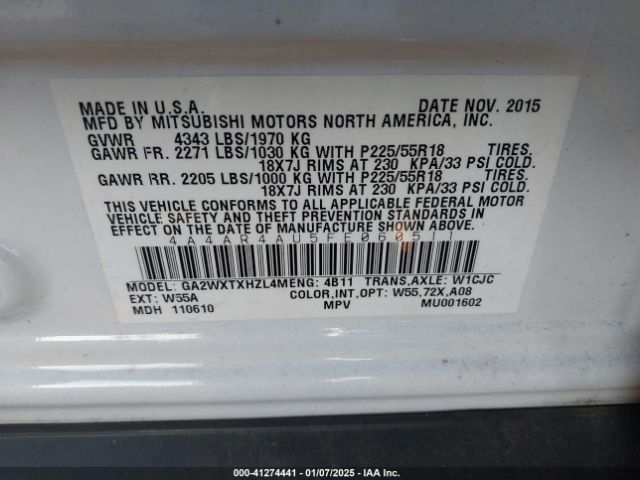 MADE IN U.S.A. DATE NOV. 2015
MFD BY MITSUBISHI MOTORS NORTH AMERICA, INC.
GVWR 4343 LBS/1970 KG
GAWR FR. 2271 LBS/1030 KG WITH P225/55R18 TIRES.
18X7J RIMS AT 230 KPA/33 PSI COLD.
GAWR RR. 2205 LBS/1000 KG WITH P225/55R18 TIRES.
18X7J RIMS AT 230 KPA/33 PSI COLD.
THIS VEHICLE CONFORMS TO ALL APPLICABLE FEDERAL MOTOR
VEHICLE SAFETY AND THEFT PREVENTION STANDARDS IN
EFFECT ON THE DATE OF MANUFACTURE SHOWN ABOVE.
4A4AR4AU5FE060511
MODEL: GA2WXTXHZL4MENG: 4B11 TRANS,AXLE: W1CJC
EXT: W55A COLOR,INT,OPT: W55,72X,A08
MDH 110610 MPV MU001602
000-41274441 - 01/07/2025 - IAA Inc.